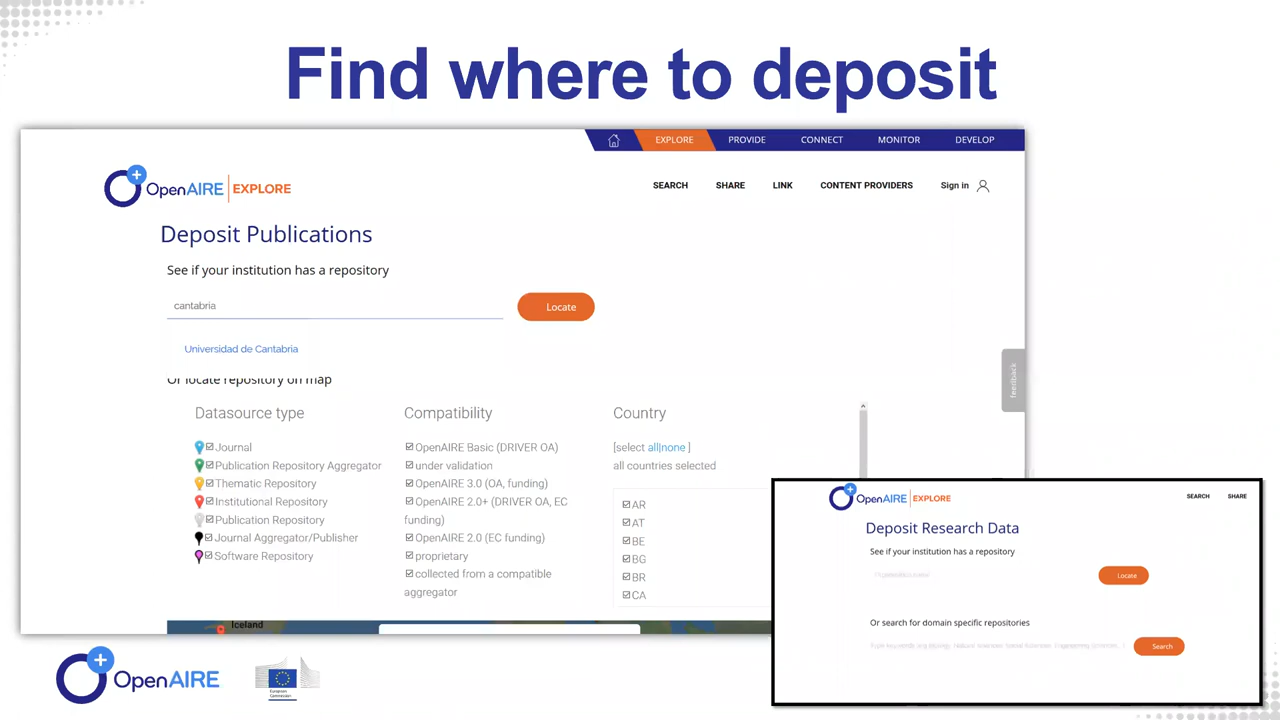 Find where to deposit
EXPLORE PROVIDE CONNECT MONITOR DEVELOP
OpenAIRE EXPLORE
SEARCH SHARE LINK CONTENT PROVIDERS Sign in
Deposit Publications
See if your institution has a repository
cantabria
Locate
Universidad de Cantabria
Or locate repository on map
feedback
Datasource type
Journal
Publication Repository Aggregator
Thematic Repository
Institutional Repository
Publication Repository
Journal Aggregator/Publisher
Software Repository
Compatibility
OpenAIRE Basic (DRIVER OA)
under validation
OpenAIRE 3.0 (OA, funding)
OpenAIRE 2.0+ (DRIVER OA, EC
funding)
OpenAIRE 2.0 (EC funding)
proprietary
collected from a compatible
aggregator
Country
[select all|none ]
all countries selected
AR
AT
BE
BG
BR
CA
Iceland
OpenAIRE EXPLORE
SEARCH SHARE
Deposit Research Data
See if your institution has a repository
Locate
Or search for domain specific repositories
Search
OpenAIRE
European
Commission